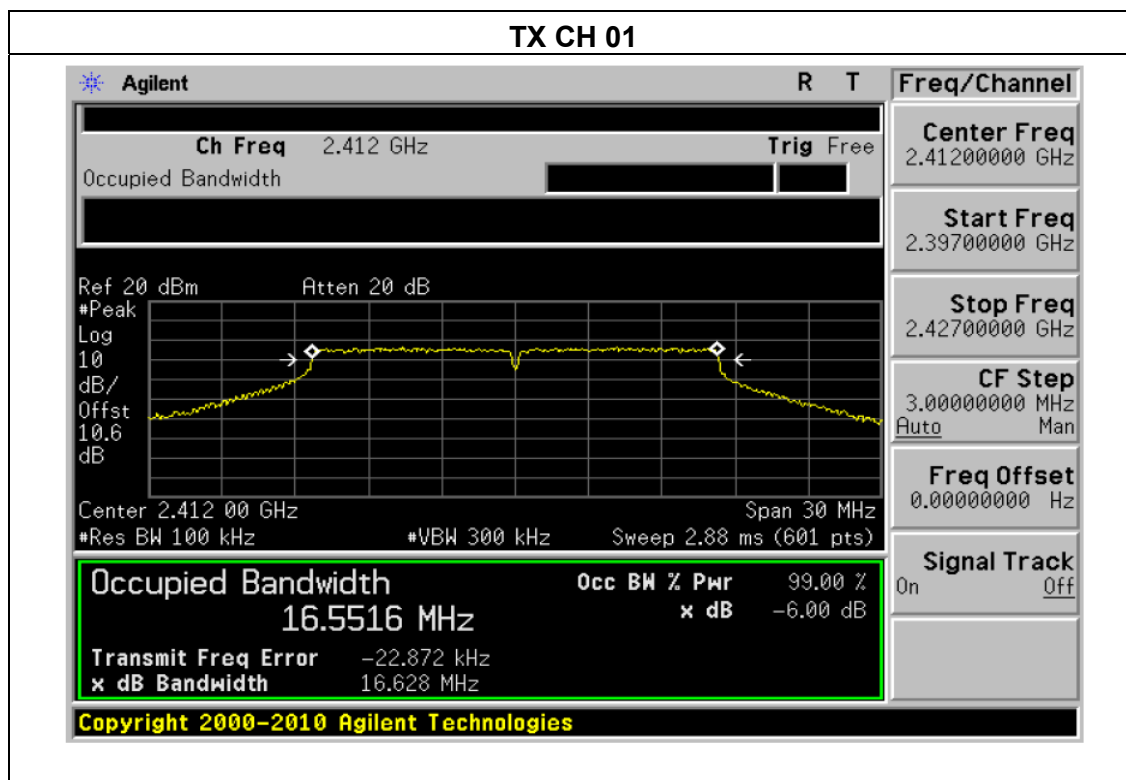 TX CH 01
Agilent R T
Freq/Channel
Ch Freq 2.412 GHz Trig Free
Occupied Bandwidth
Center Freq
2.41200000 GHz
Start Freq
2.39700000 GHz
Stop Freq
2.42700000 GHz
CF Step
3.00000000 MHz
Auto Man
Freq Offset
0.00000000 Hz
Signal Track
On Off
Ref 20 dBm Atten 20 dB
#Peak
Log
10
dB/
Offst
10.6
dB
Center 2.412 00 GHz Span 30 MHz
#Res BW 100 kHz #VBW 300 kHz Sweep 2.88 ms (601 pts)
Occupied Bandwidth Occ BW % Pwr 99.00 %
16.5516 MHz x dB -6.00 dB
Transmit Freq Error -22.872 kHz
x dB Bandwidth 16.628 MHz
Copyright 2000-2010 Agilent Technologies